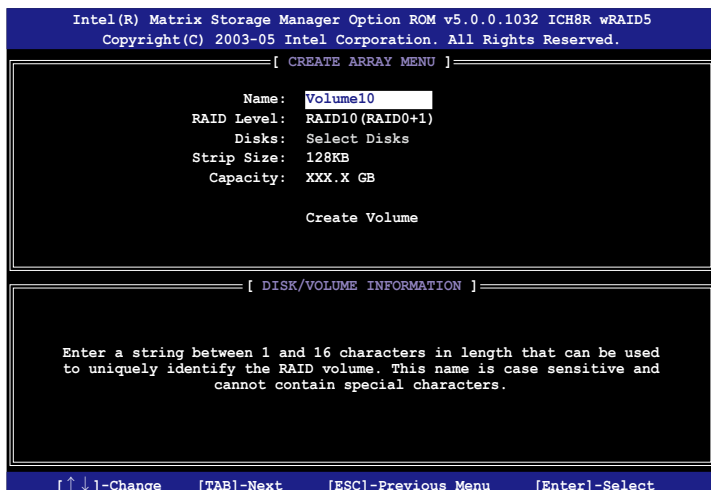 Intel(R) Matrix Storage Manager Option ROM v5.0.0.1032 ICH8R wRAID5
Copyright(C) 2003-05 Intel Corporation. All Rights Reserved.
[ CREATE ARRAY MENU ]
Name: Volume10
RAID Level: RAID10(RAID0+1)
Disks: Select Disks
Strip Size: 128KB
Capacity: XXX.X GB
Create Volume
[ DISK/VOLUME INFORMATION ]
Enter a string between 1 and 16 characters in length that can be used
to uniquely identify the RAID volume. This name is case sensitive and
cannot contain special characters.
[↑↓]-Change [TAB]-Next [ESC]-Previous Menu [Enter]-Select